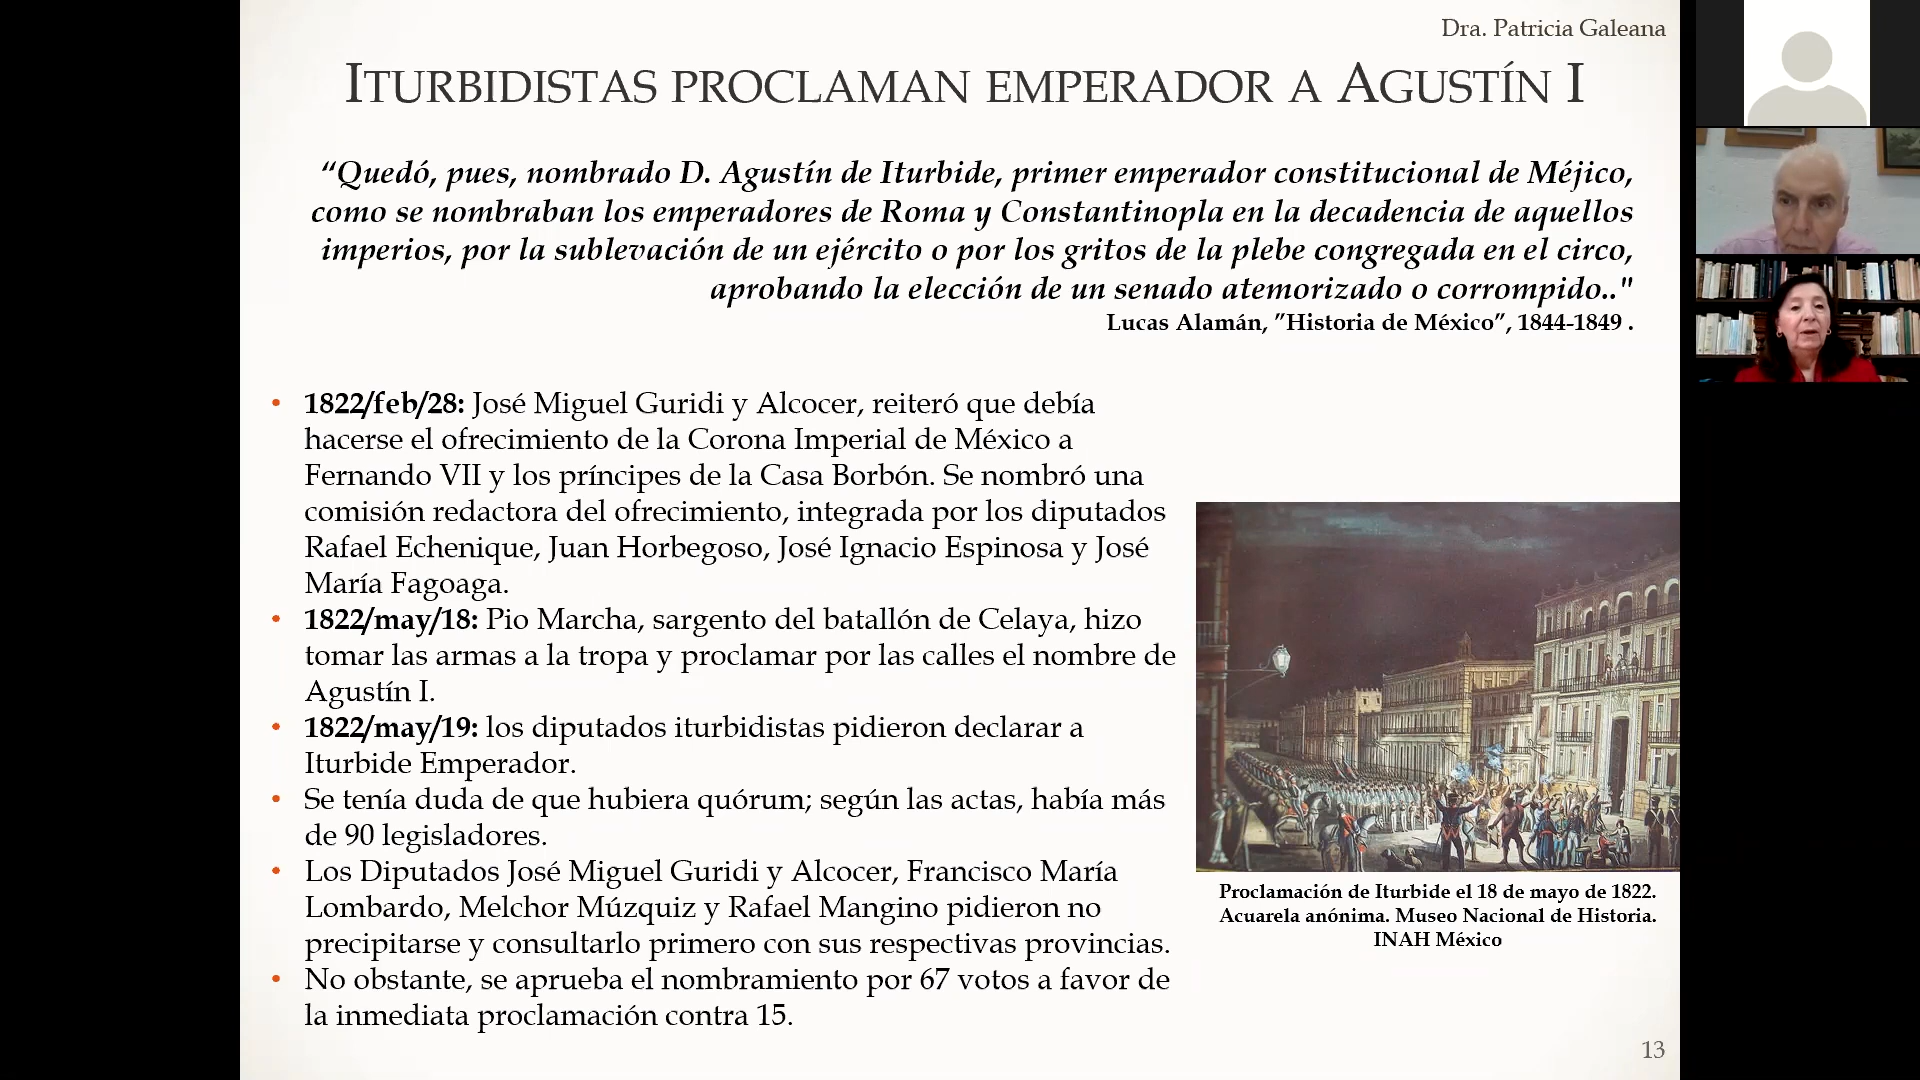 Dra. Patricia Galeana
Iturbidistas proclaman emperador a Agustín I
“Quedó, pues, nombrado D. Agustín de Iturbide, primer emperador constitucional de Méjico,
como se nombraban los emperadores de Roma y Constantinopla en la decadencia de aquellos
imperios, por la sublevación de un ejército o por los gritos de la plebe congregada en el circo,
aprobando la elección de un senado atemorizado o corrompido.."
Lucas Alamán, ”Historia de México”, 1844-1849 .
• 1822/feb/28: José Miguel Guridi y Alcocer, reiteró que debía
hacerse el ofrecimiento de la Corona Imperial de México a
Fernando VII y los príncipes de la Casa Borbón. Se nombró una
comisión redactora del ofrecimiento, integrada por los diputados
Rafael Echenique, Juan Horbegoso, José Ignacio Espinosa y José
María Fagoaga.
• 1822/may/18: Pio Marcha, sargento del batallón de Celaya, hizo
tomar las armas a la tropa y proclamar por las calles el nombre de
Agustín I.
• 1822/may/19: los diputados iturbidistas pidieron declarar a
Iturbide Emperador.
• Se tenía duda de que hubiera quórum; según las actas, había más
de 90 legisladores.
• Los Diputados José Miguel Guridi y Alcocer, Francisco María
Lombardo, Melchor Múzquiz y Rafael Mangino pidieron no
precipitarse y consultarlo primero con sus respectivas provincias.
• No obstante, se aprueba el nombramiento por 67 votos a favor de
la inmediata proclamación contra 15.
Proclamación de Iturbide el 18 de mayo de 1822.
Acuarela anónima. Museo Nacional de Historia.
INAH México
13